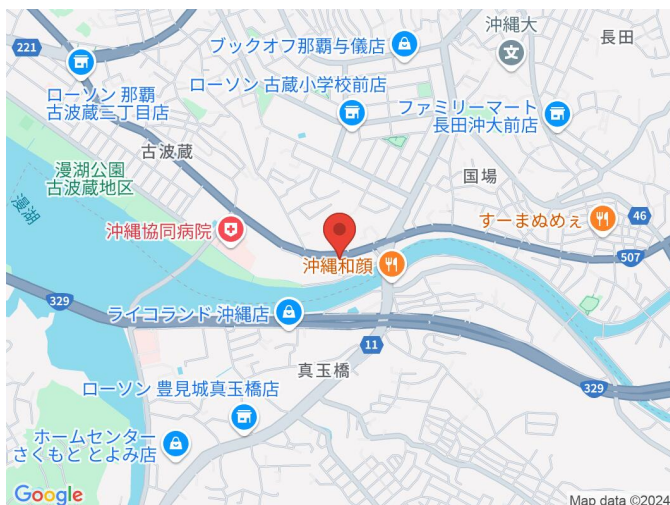 221
ブックオフ那覇与儀店
沖縄大
長田
ローソン 那覇
古波蔵三丁目店
ローソン 古蔵小学校前店
ファミリーマート
長田沖大前店
古波蔵
漫湖公園
古波蔵地区
国場
漫湖
沖縄協同病院
すーまぬめぇ
46
沖縄和顔
507
329
ライコランド 沖縄店
11
真玉橋
329
ローソン 豊見城真玉橋店
ホームセンター
さくもと とよみ店
Google
Map data ©2024